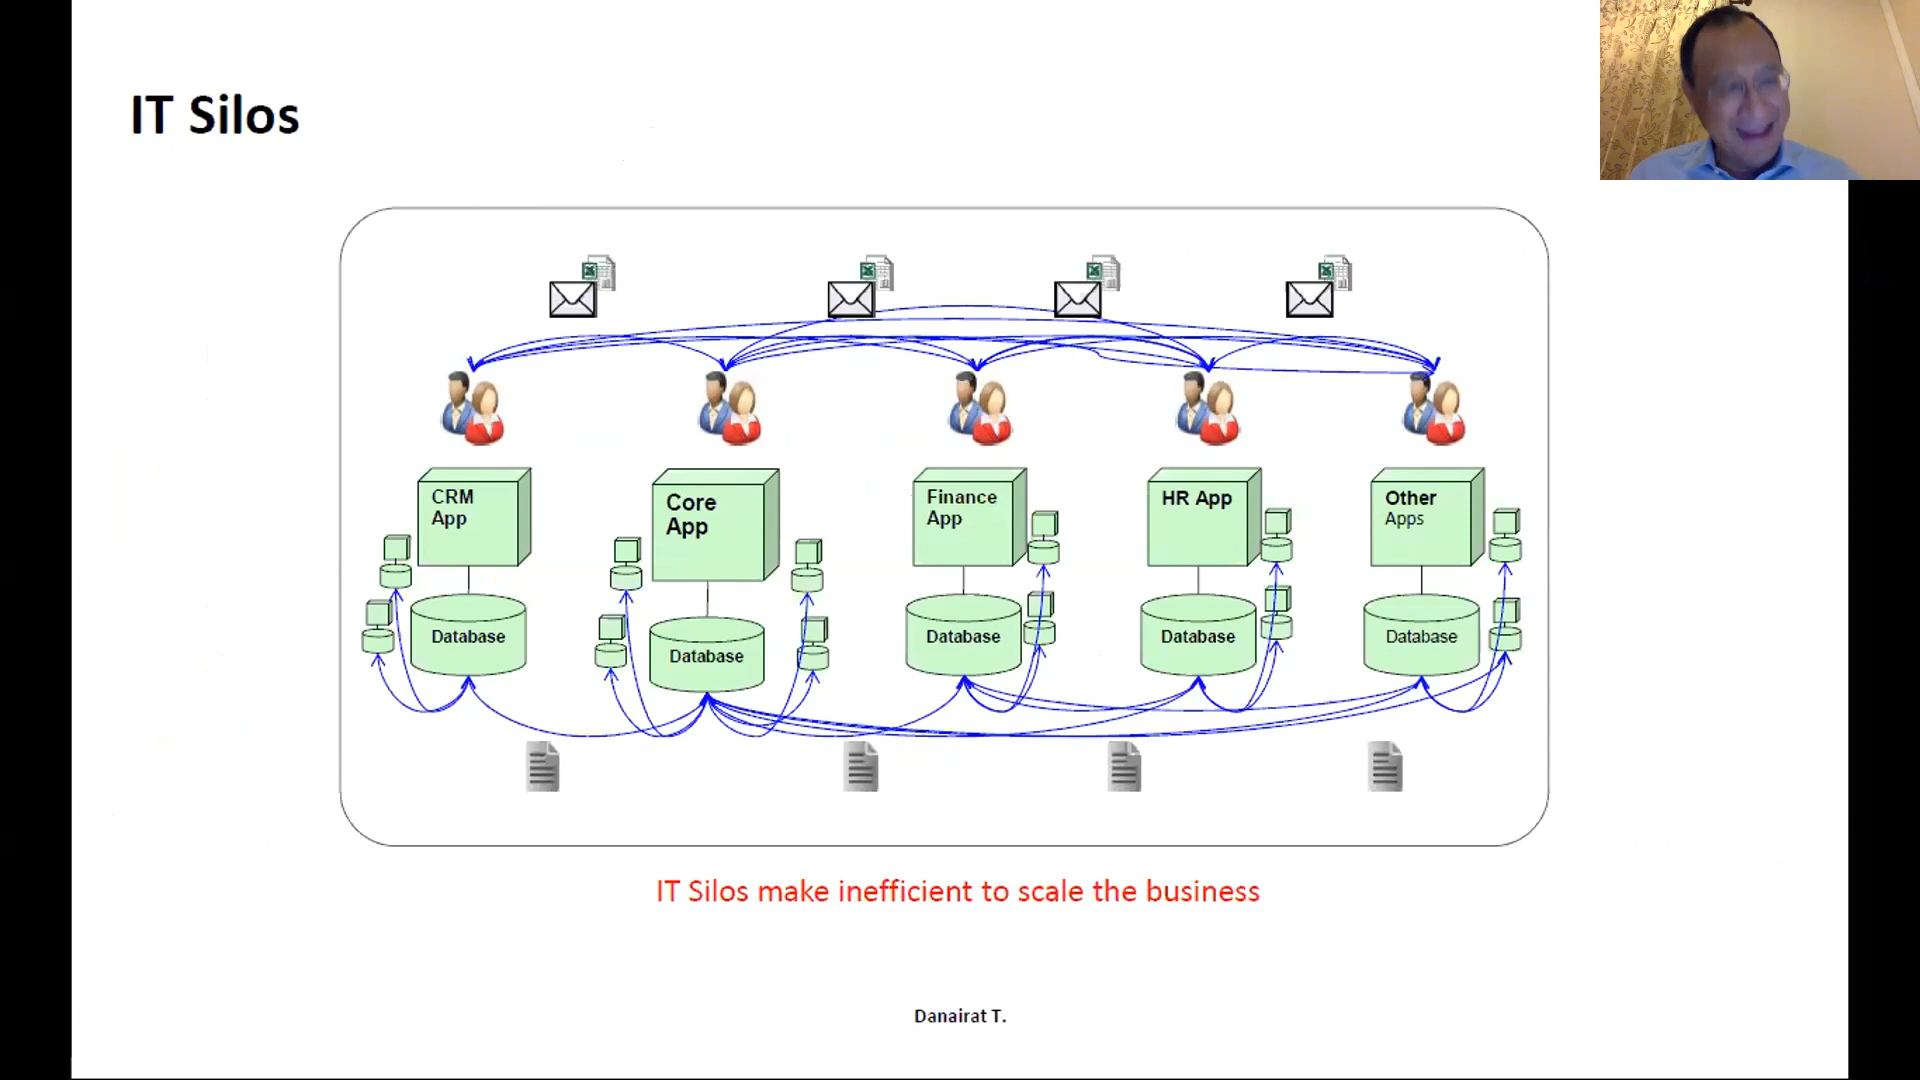 IT Silos
CRM
App
Core
App
Finance
App
HR App
Other
Apps
Database
Database
Database
Database
Database
IT Silos make inefficient to scale the business
Danairat T.